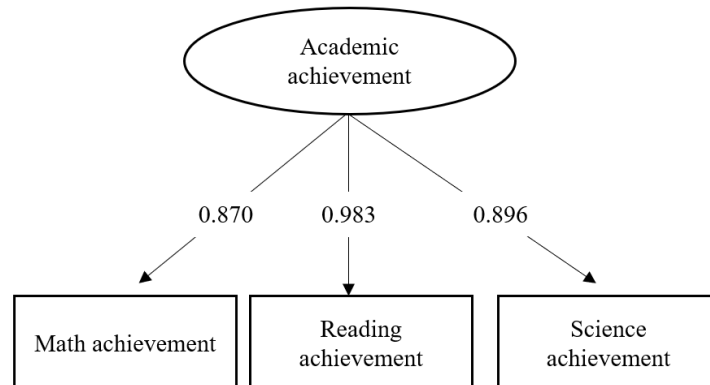 Academic
achievement
0.870
0.983
0.896
Math achievement
Reading
achievement
Science
achievement